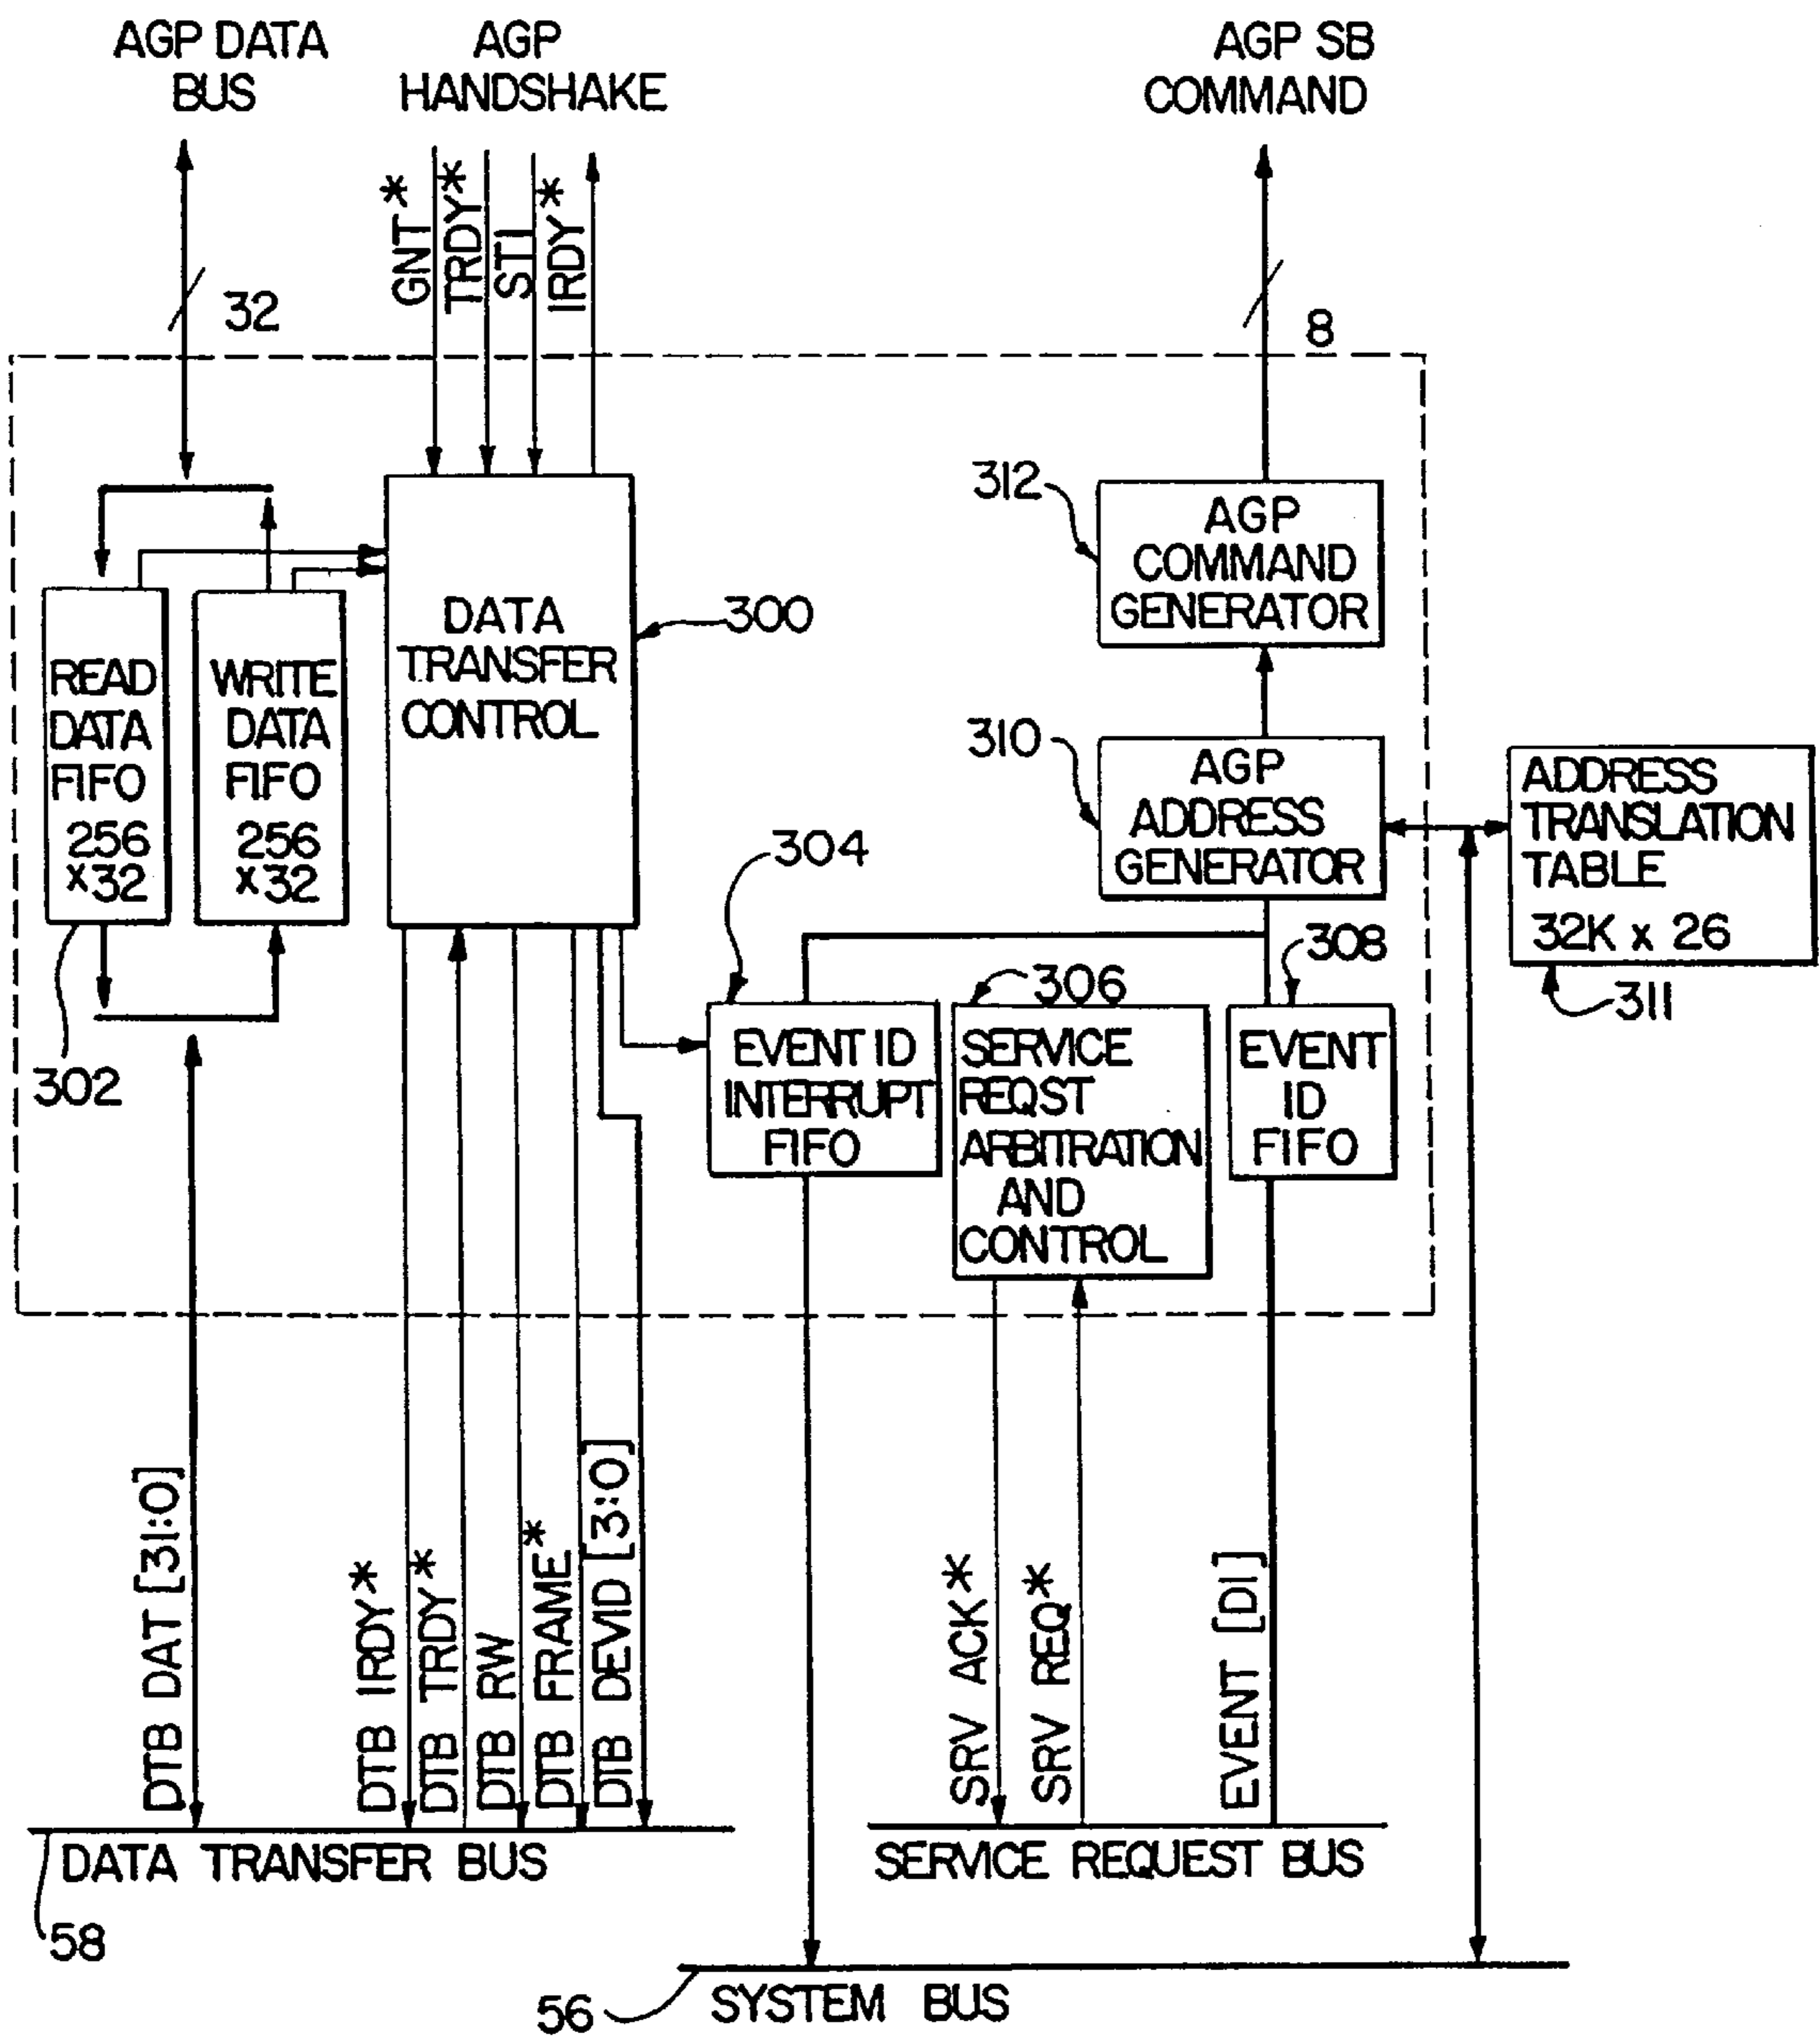 AGP DATA
BUS
AGP
HANDSHAKE
AGP SB
COMMAND
GNT*
TRDY*
ST1
IRDY*
32
8
312
AGP
COMMAND
GENERATOR
DATA
TRANSFER
CONTROL
300
READ
DATA
FIFO
256
x32
WRITE
DATA
FIFO
256
x32
310
AGP
ADDRESS
GENERATOR
ADDRESS
TRANSLATION
TABLE
32K x 26
304
308
306
311
302
EVENT ID
INTERRUPT
FIFO
SERVICE
REQST
ARBITRATION
AND
CONTROL
EVENT
ID
FIFO
DTB DAT [31:0]
DTB IRDY*
DTB TRDY*
DTB RW
DTB FRAME*
DTB DEVID [3:0]
SRV ACK*
SRV REQ*
EVENT [D1]
DATA TRANSFER BUS
SERVICE REQUEST BUS
58
56
SYSTEM BUS